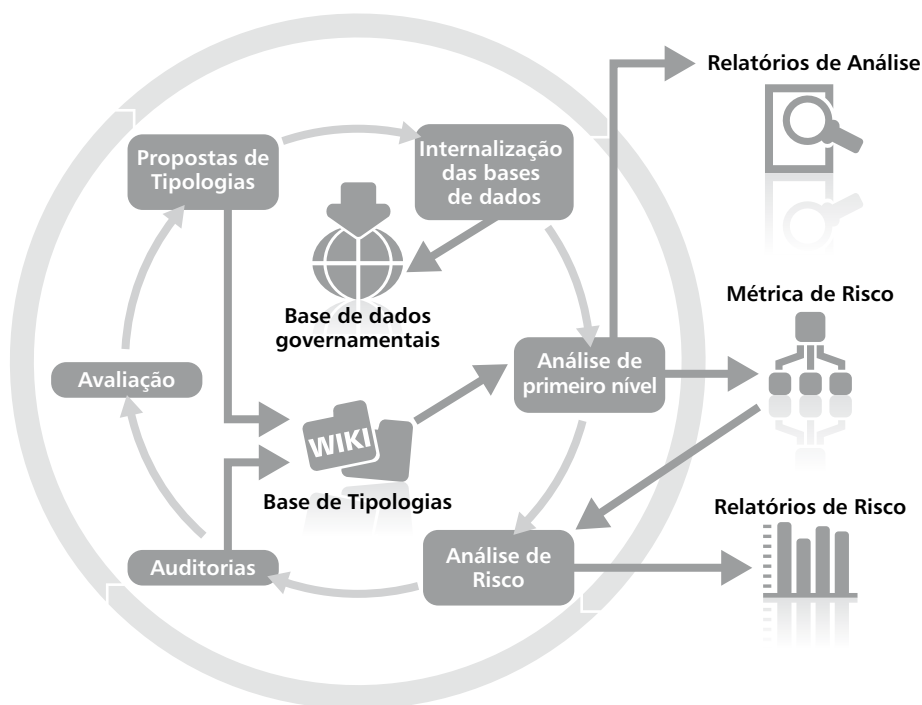 Relatórios de Análise
Propostas de
Tipologias
Internalização
das bases
de dados
Base de dados
governamentais
Métrica de Risco
Avaliação
Análise de
primeiro nível
WIKI
Base de Tipologias
Relatórios de Risco
Auditorias
Análise de
Risco